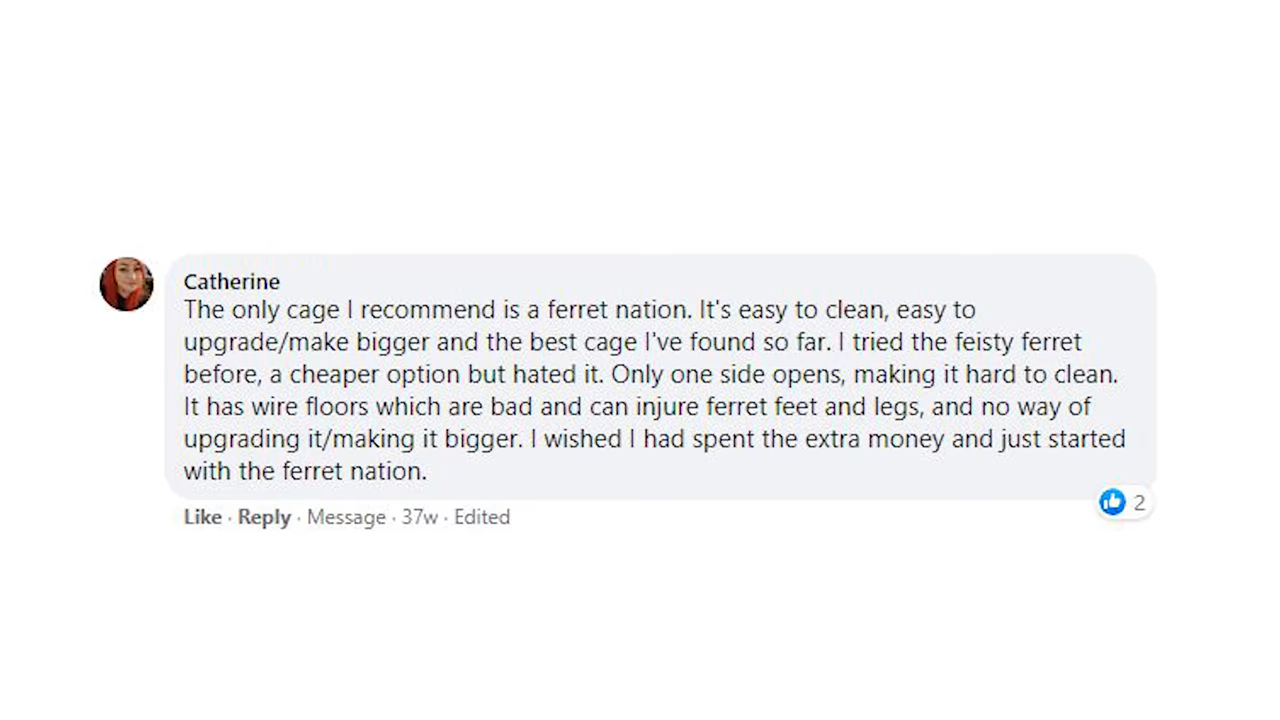 Catherine
The only cage I recommend is a ferret nation. It's easy to clean, easy to
upgrade/make bigger and the best cage I've found so far. I tried the feisty ferret
before, a cheaper option but hated it. Only one side opens, making it hard to clean.
It has wire floors which are bad and can injure ferret feet and legs, and no way of
upgrading it/making it bigger. I wished I had spent the extra money and just started
with the ferret nation.
Like · Reply · Message · 37w · Edited
2